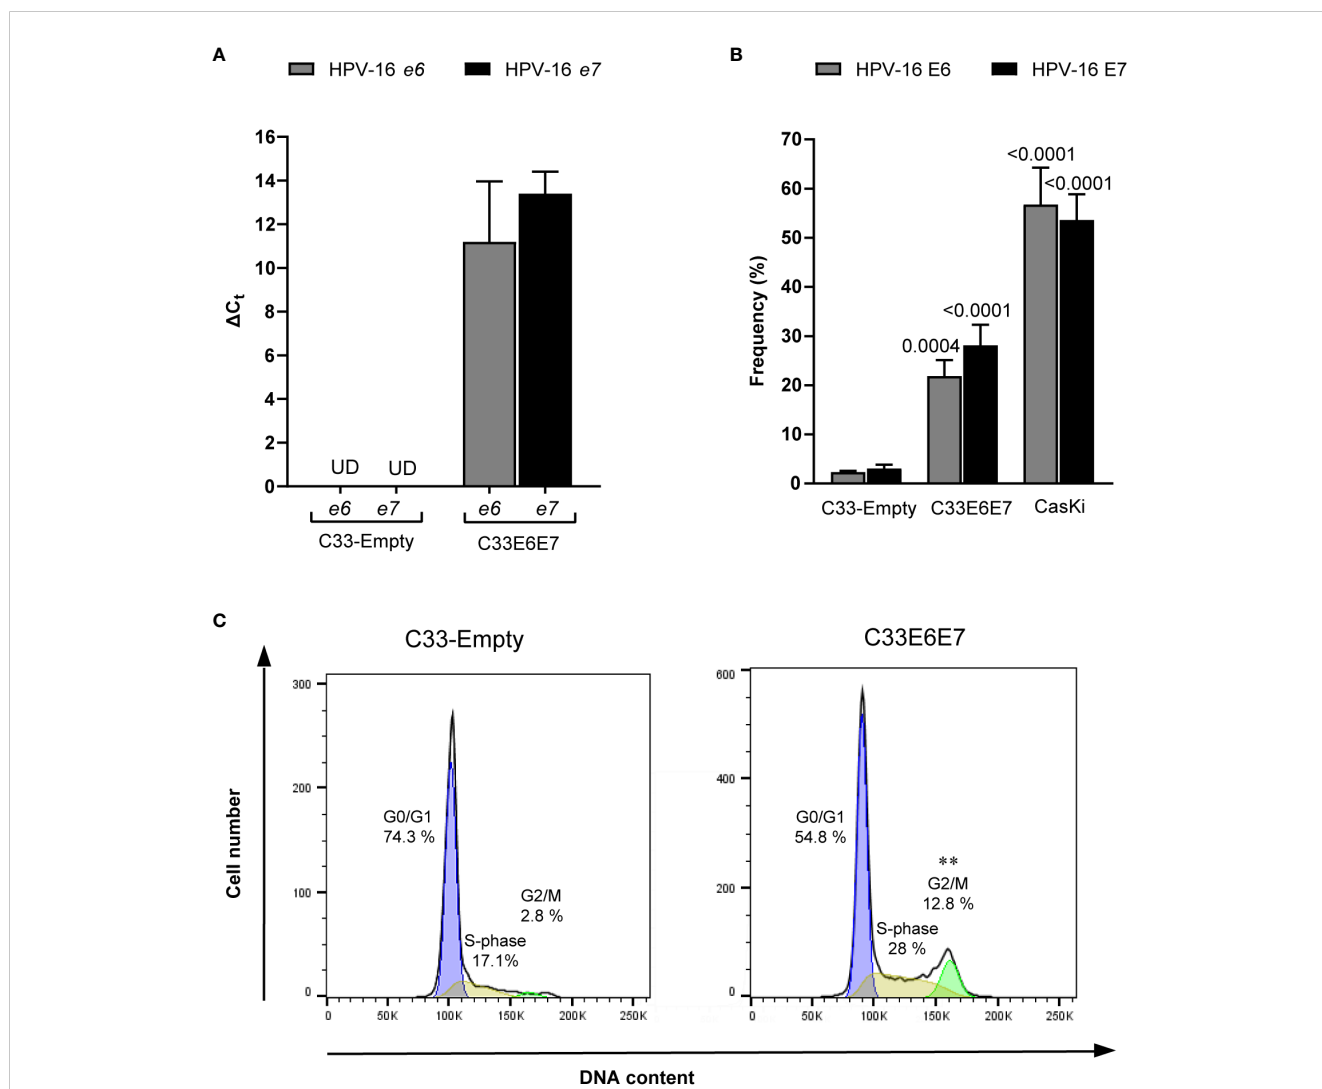 A
HPV-16 e6
HPV-16 e7
16
14
12
10
8
6
4
2
0
ΔCt
UD
UD
e6
e7
e6
e7
C33-Empty
C33E6E7
B
HPV-16 E6
HPV-16 E7
70
60
50
40
30
20
10
0
Frequency (%)
0.0004
<0.0001
<0.0001
<0.0001
C33-Empty
C33E6E7
CasKi
C
C33-Empty
C33E6E7
Cell number
300
200
100
0
G0/G1
74.3 %
S-phase
17.1%
G2/M
2.8 %
0
50K
100K
150K
200K
250K
600
400
200
0
G0/G1
54.8 %
S-phase
28 %
**
G2/M
12.8 %
0
50K
100K
150K
200K
250K
DNA content